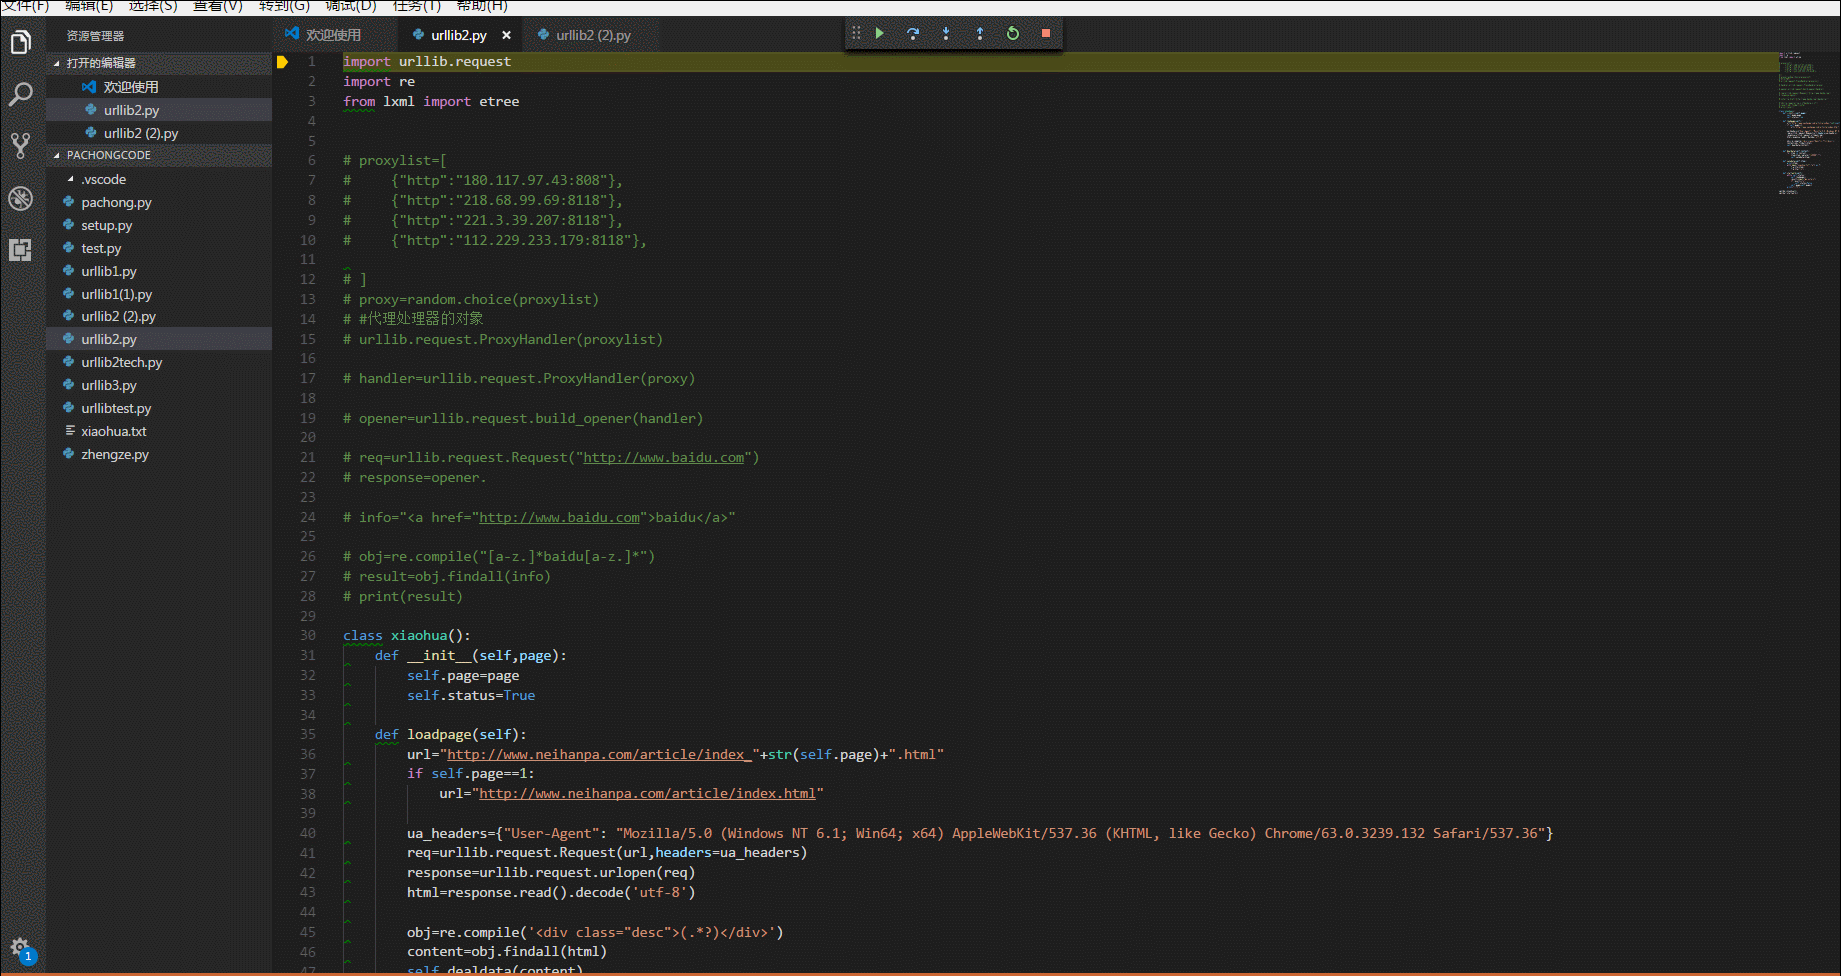 文件(F) 编辑(E) 选择(S) 查看(V) 转到(G) 调试(D) 任务(T) 帮助(H)
资源管理器
打开的编辑器
欢迎使用
urllib2.py
urllib2 (2).py
PACHONGCODE
.vscode
pachong.py
setup.py
test.py
urllib1.py
urllib1(1).py
urllib2 (2).py
urllib2.py
urllib2tech.py
urllib3.py
urllibtest.py
xiaohua.txt
zhengze.py
1
欢迎使用 urllib2.py × urllib2 (2).py
1 import urllib.request
2 import re
3 from lxml import etree
4
5
6 # proxylist=[
7 #     {"http":"180.117.97.43:808"},
8 #     {"http":"218.68.99.69:8118"},
9 #     {"http":"221.3.39.207:8118"},
10 #     {"http":"112.229.233.179:8118"},
11
12 # ]
13 # proxy=random.choice(proxylist)
14 # #代理处理器的对象
15 # urllib.request.ProxyHandler(proxylist)
16
17 # handler=urllib.request.ProxyHandler(proxy)
18
19 # opener=urllib.request.build_opener(handler)
20
21 # req=urllib.request.Request("http://www.baidu.com")
22 # response=opener.
23
24 # info="<a href="http://www.baidu.com">baidu</a>"
25
26 # obj=re.compile("[a-z.]*baidu[a-z.]*")
27 # result=obj.findall(info)
28 # print(result)
29
30 class xiaohua():
31     def __init__(self,page):
32         self.page=page
33         self.status=True
34
35     def loadpage(self):
36         url="http://www.neihanpa.com/article/index_"+str(self.page)+".html"
37         if self.page==1:
38             url="http://www.neihanpa.com/article/index.html"
39
40         ua_headers={"User-Agent": "Mozilla/5.0 (Windows NT 6.1; Win64; x64) AppleWebKit/537.36 (KHTML, like Gecko) Chrome/63.0.3239.132 Safari/537.36"}
41         req=urllib.request.Request(url,headers=ua_headers)
42         response=urllib.request.urlopen(req)
43         html=response.read().decode('utf-8')
44
45         obj=re.compile('<div class="desc">(.*?)</div>')
46         content=obj.findall(html)
47         self.dealdata(content)